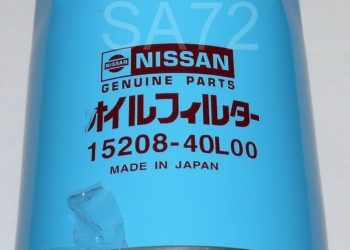 SA72
NISSAN
NISSAN
GENUINE PARTS
オイルフィルター
15208-40L00
MADE IN JAPAN